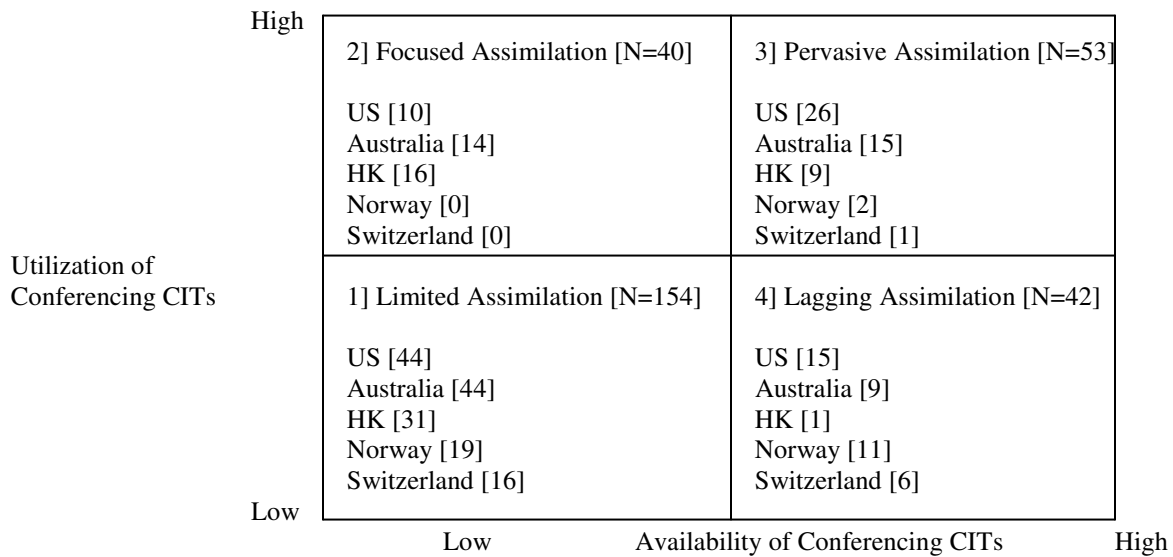 High
2] Focused Assimilation [N=40]
US [10]
Australia [14]
HK [16]
Norway [0]
Switzerland [0]
3] Pervasive Assimilation [N=53]
US [26]
Australia [15]
HK [9]
Norway [2]
Switzerland [1]
Utilization of
Conferencing CITs
1] Limited Assimilation [N=154]
US [44]
Australia [44]
HK [31]
Norway [19]
Switzerland [16]
4] Lagging Assimilation [N=42]
US [15]
Australia [9]
HK [1]
Norway [11]
Switzerland [6]
Low
Low Availability of Conferencing CITs High